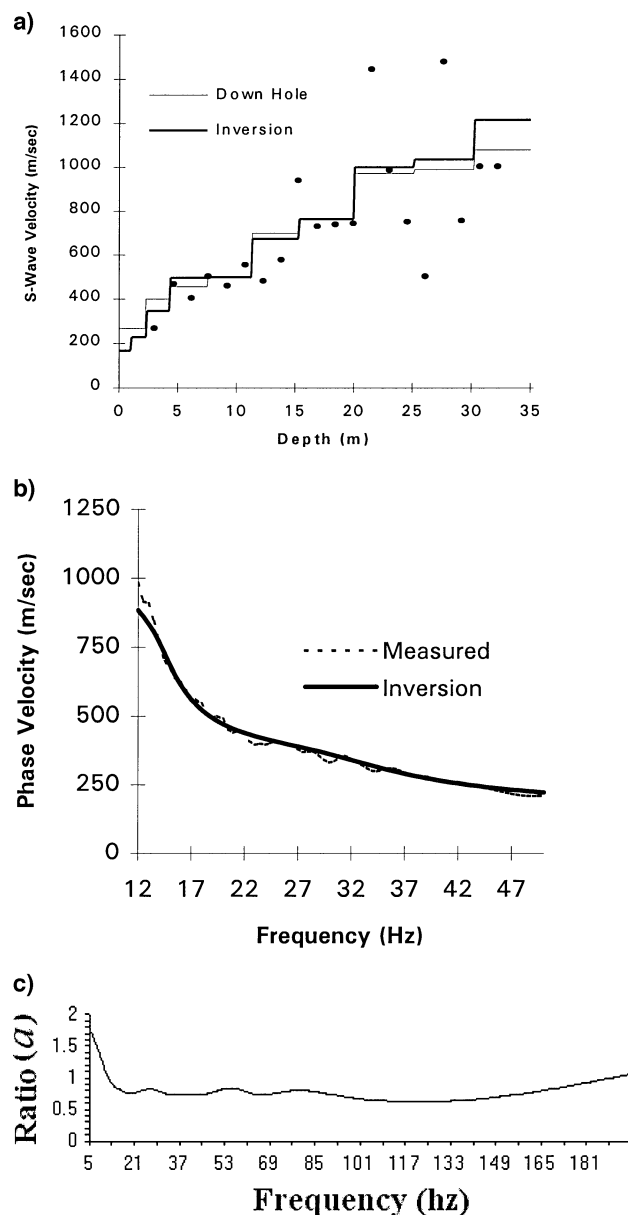 a)
1600
1400
1200
1000
800
600
400
200
0
S-Wave Velocity (m/sec)
Down Hole
Inversion
0 5 10 15 20 25 30 35
Depth (m)
b)
1250
1000
750
500
250
0
Phase Velocity (m/sec)
Measured
Inversion
12 17 22 27 32 37 42 47
Frequency (Hz)
c)
2
1.5
1
0.5
0
Ratio (a)
5 21 37 53 69 85 101 117 133 149 165 181
Frequency (hz)